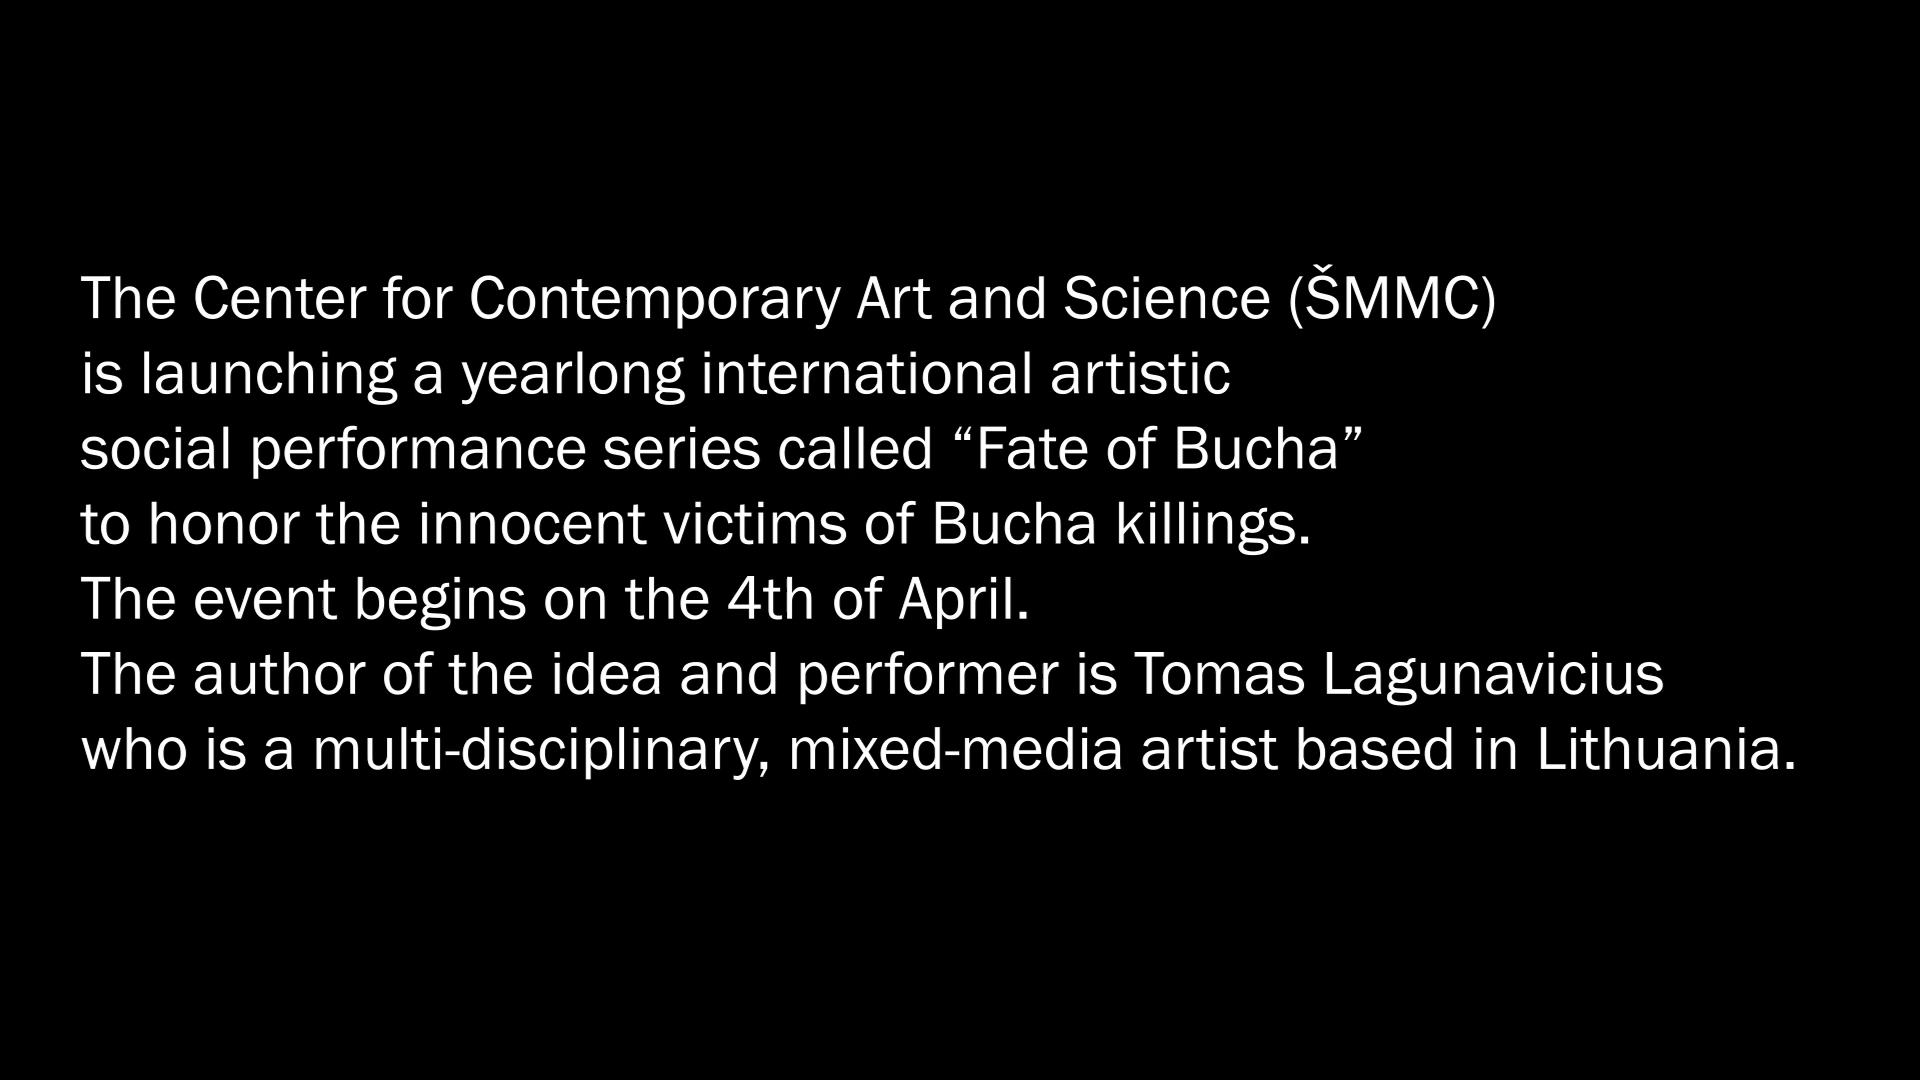 The Center for Contemporary Art and Science (ŠMMC)
is launching a yearlong international artistic
social performance series called “Fate of Bucha”
to honor the innocent victims of Bucha killings.
The event begins on the 4th of April.
The author of the idea and performer is Tomas Lagunavicius
who is a multi-disciplinary, mixed-media artist based in Lithuania.